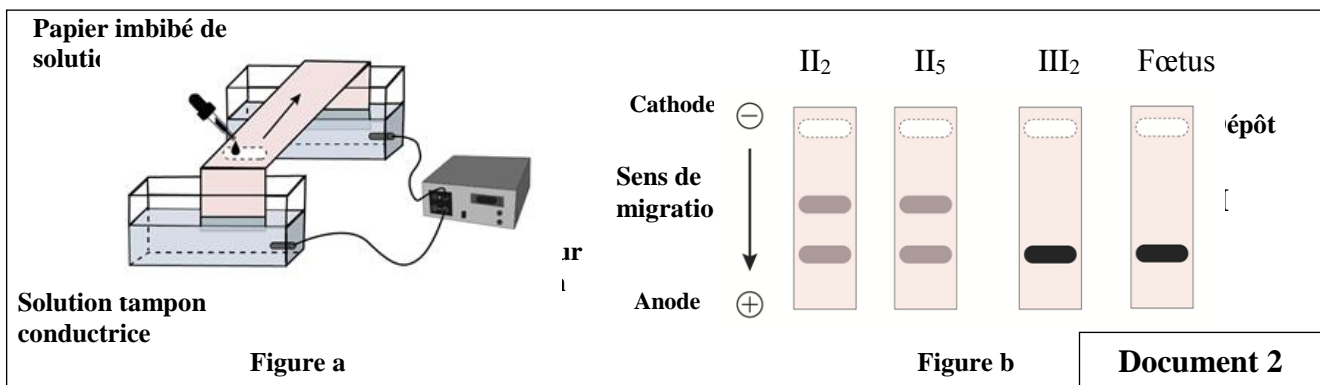 Papier imbibé de
Solution tampon
conductrice
Figure a
II2
II5
III2
Fœtus
Cathode
−
Sens de
Anode
+
Figure b
Document 2